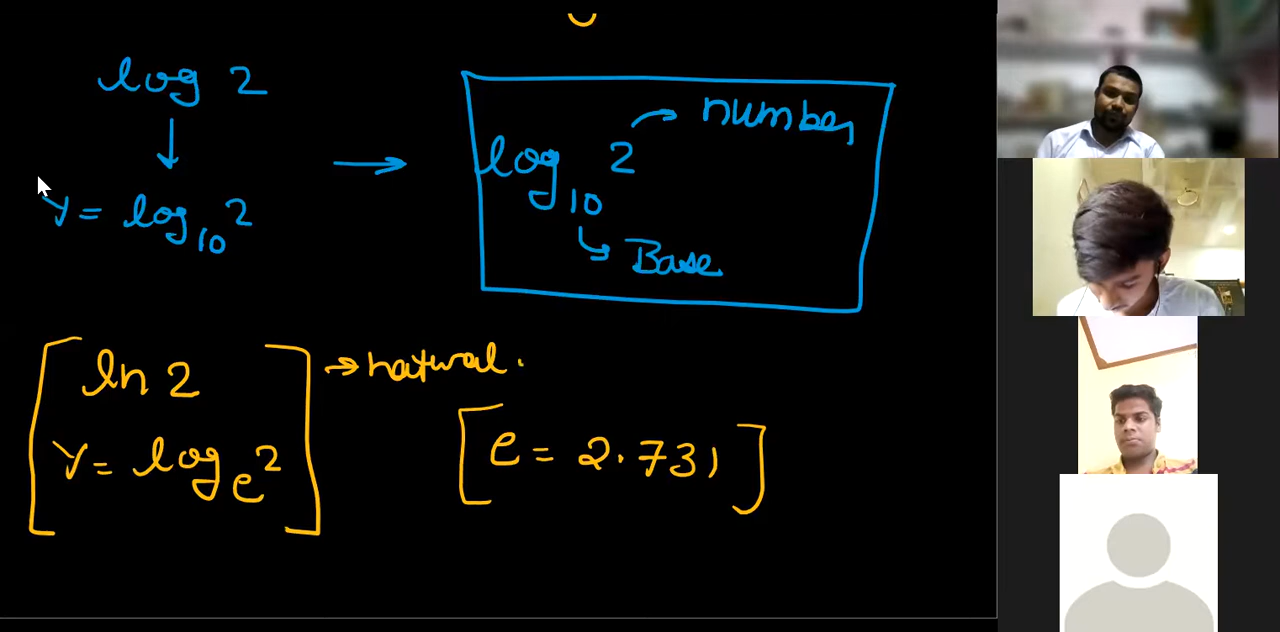 log 2
y = log₁₀ 2
log₁₀ 2
number
Base
ln 2
natural.
y = logₑ 2
e = 2.731